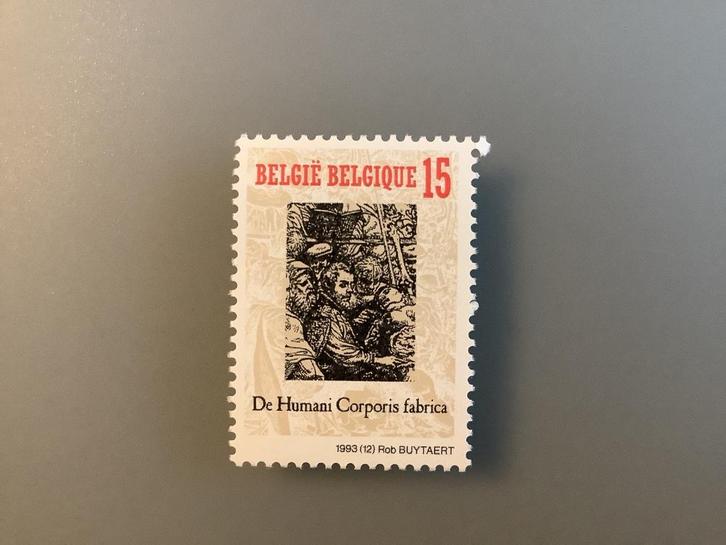 BELGIË BELGIQUE 15
De Humani Corporis fabrica
1993 (12) Rob BUYTAERT